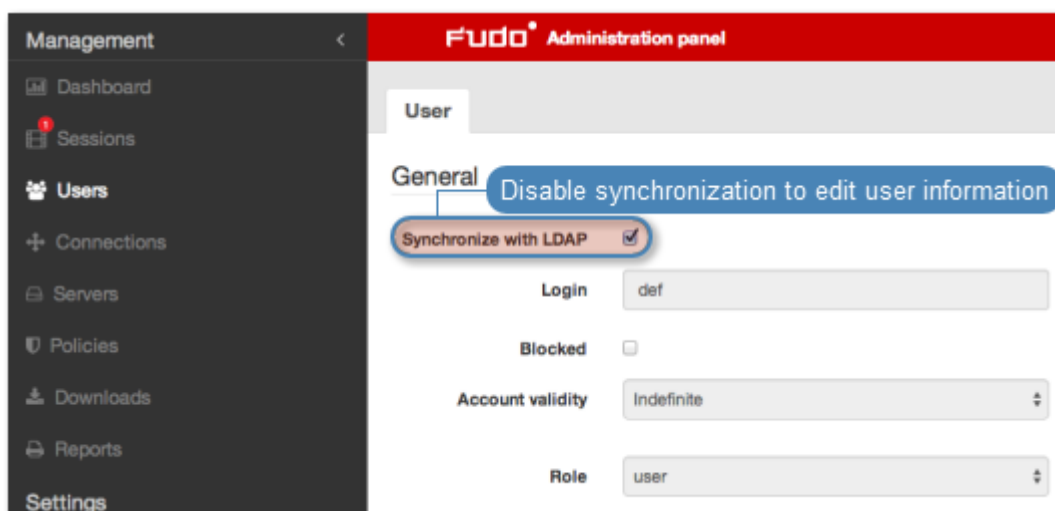 Management
FUDO Administration panel
Dashboard
1
Sessions
Users
Connections
Servers
Policies
Downloads
Reports
Settings
User
General
Disable synchronization to edit user information
Synchronize with LDAP
Login def
Blocked
Account validity Indefinite
Role user